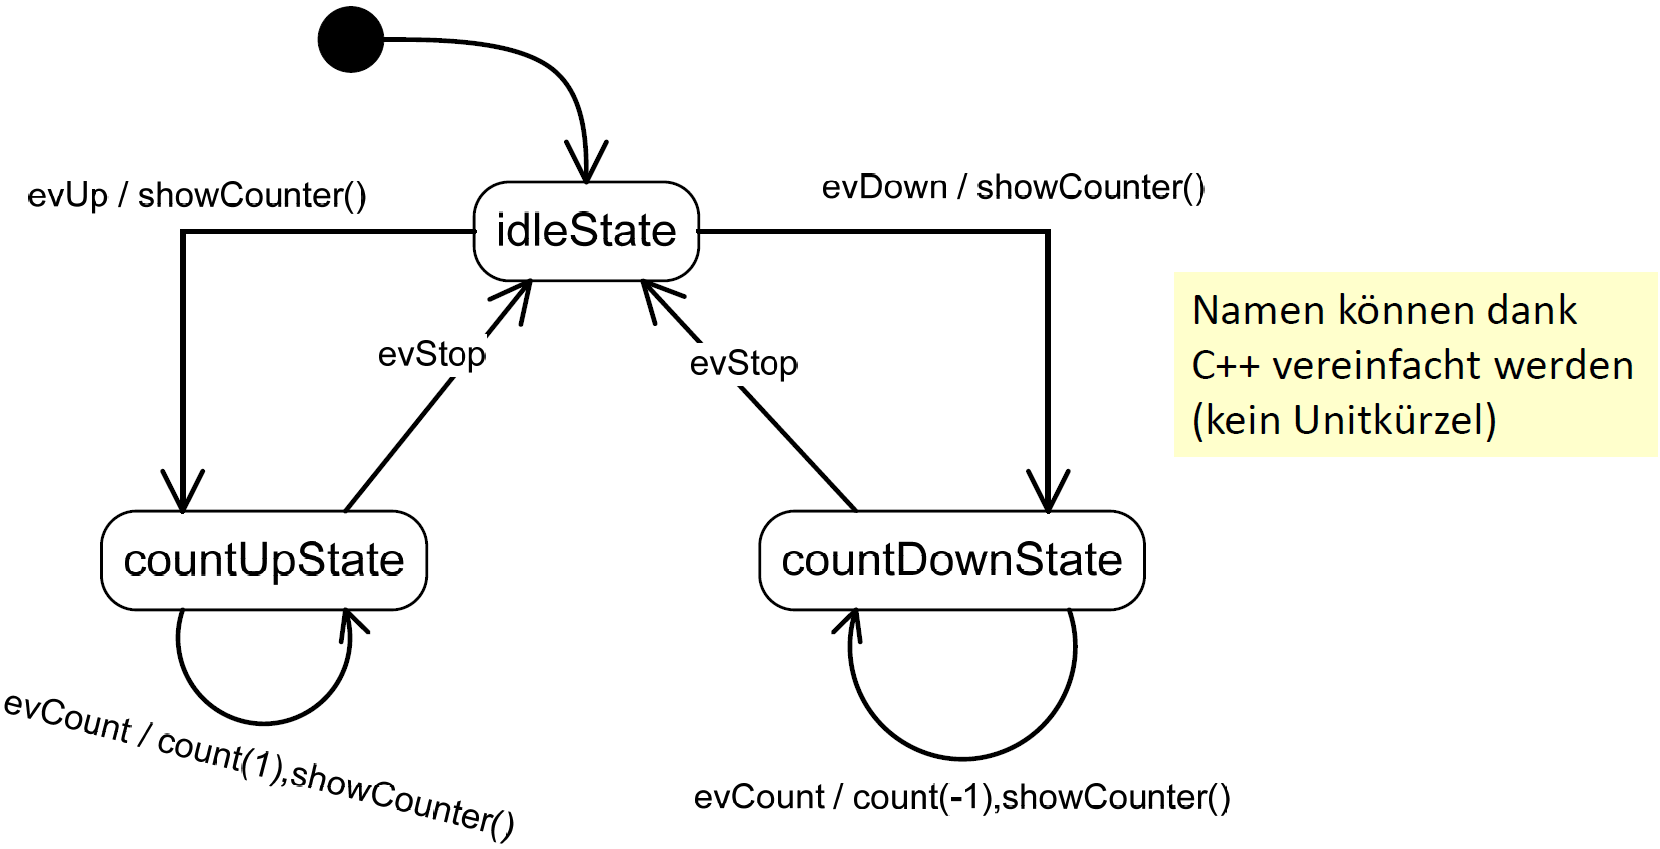 evUp / showCounter()
evDown / showCounter()
idleState
Namen können dank
C++ vereinfacht werden
(kein Unitkürzel)
evStop
evStop
countUpState
countDownState
evCount / count(1),showCounter()
evCount / count(-1),showCounter()